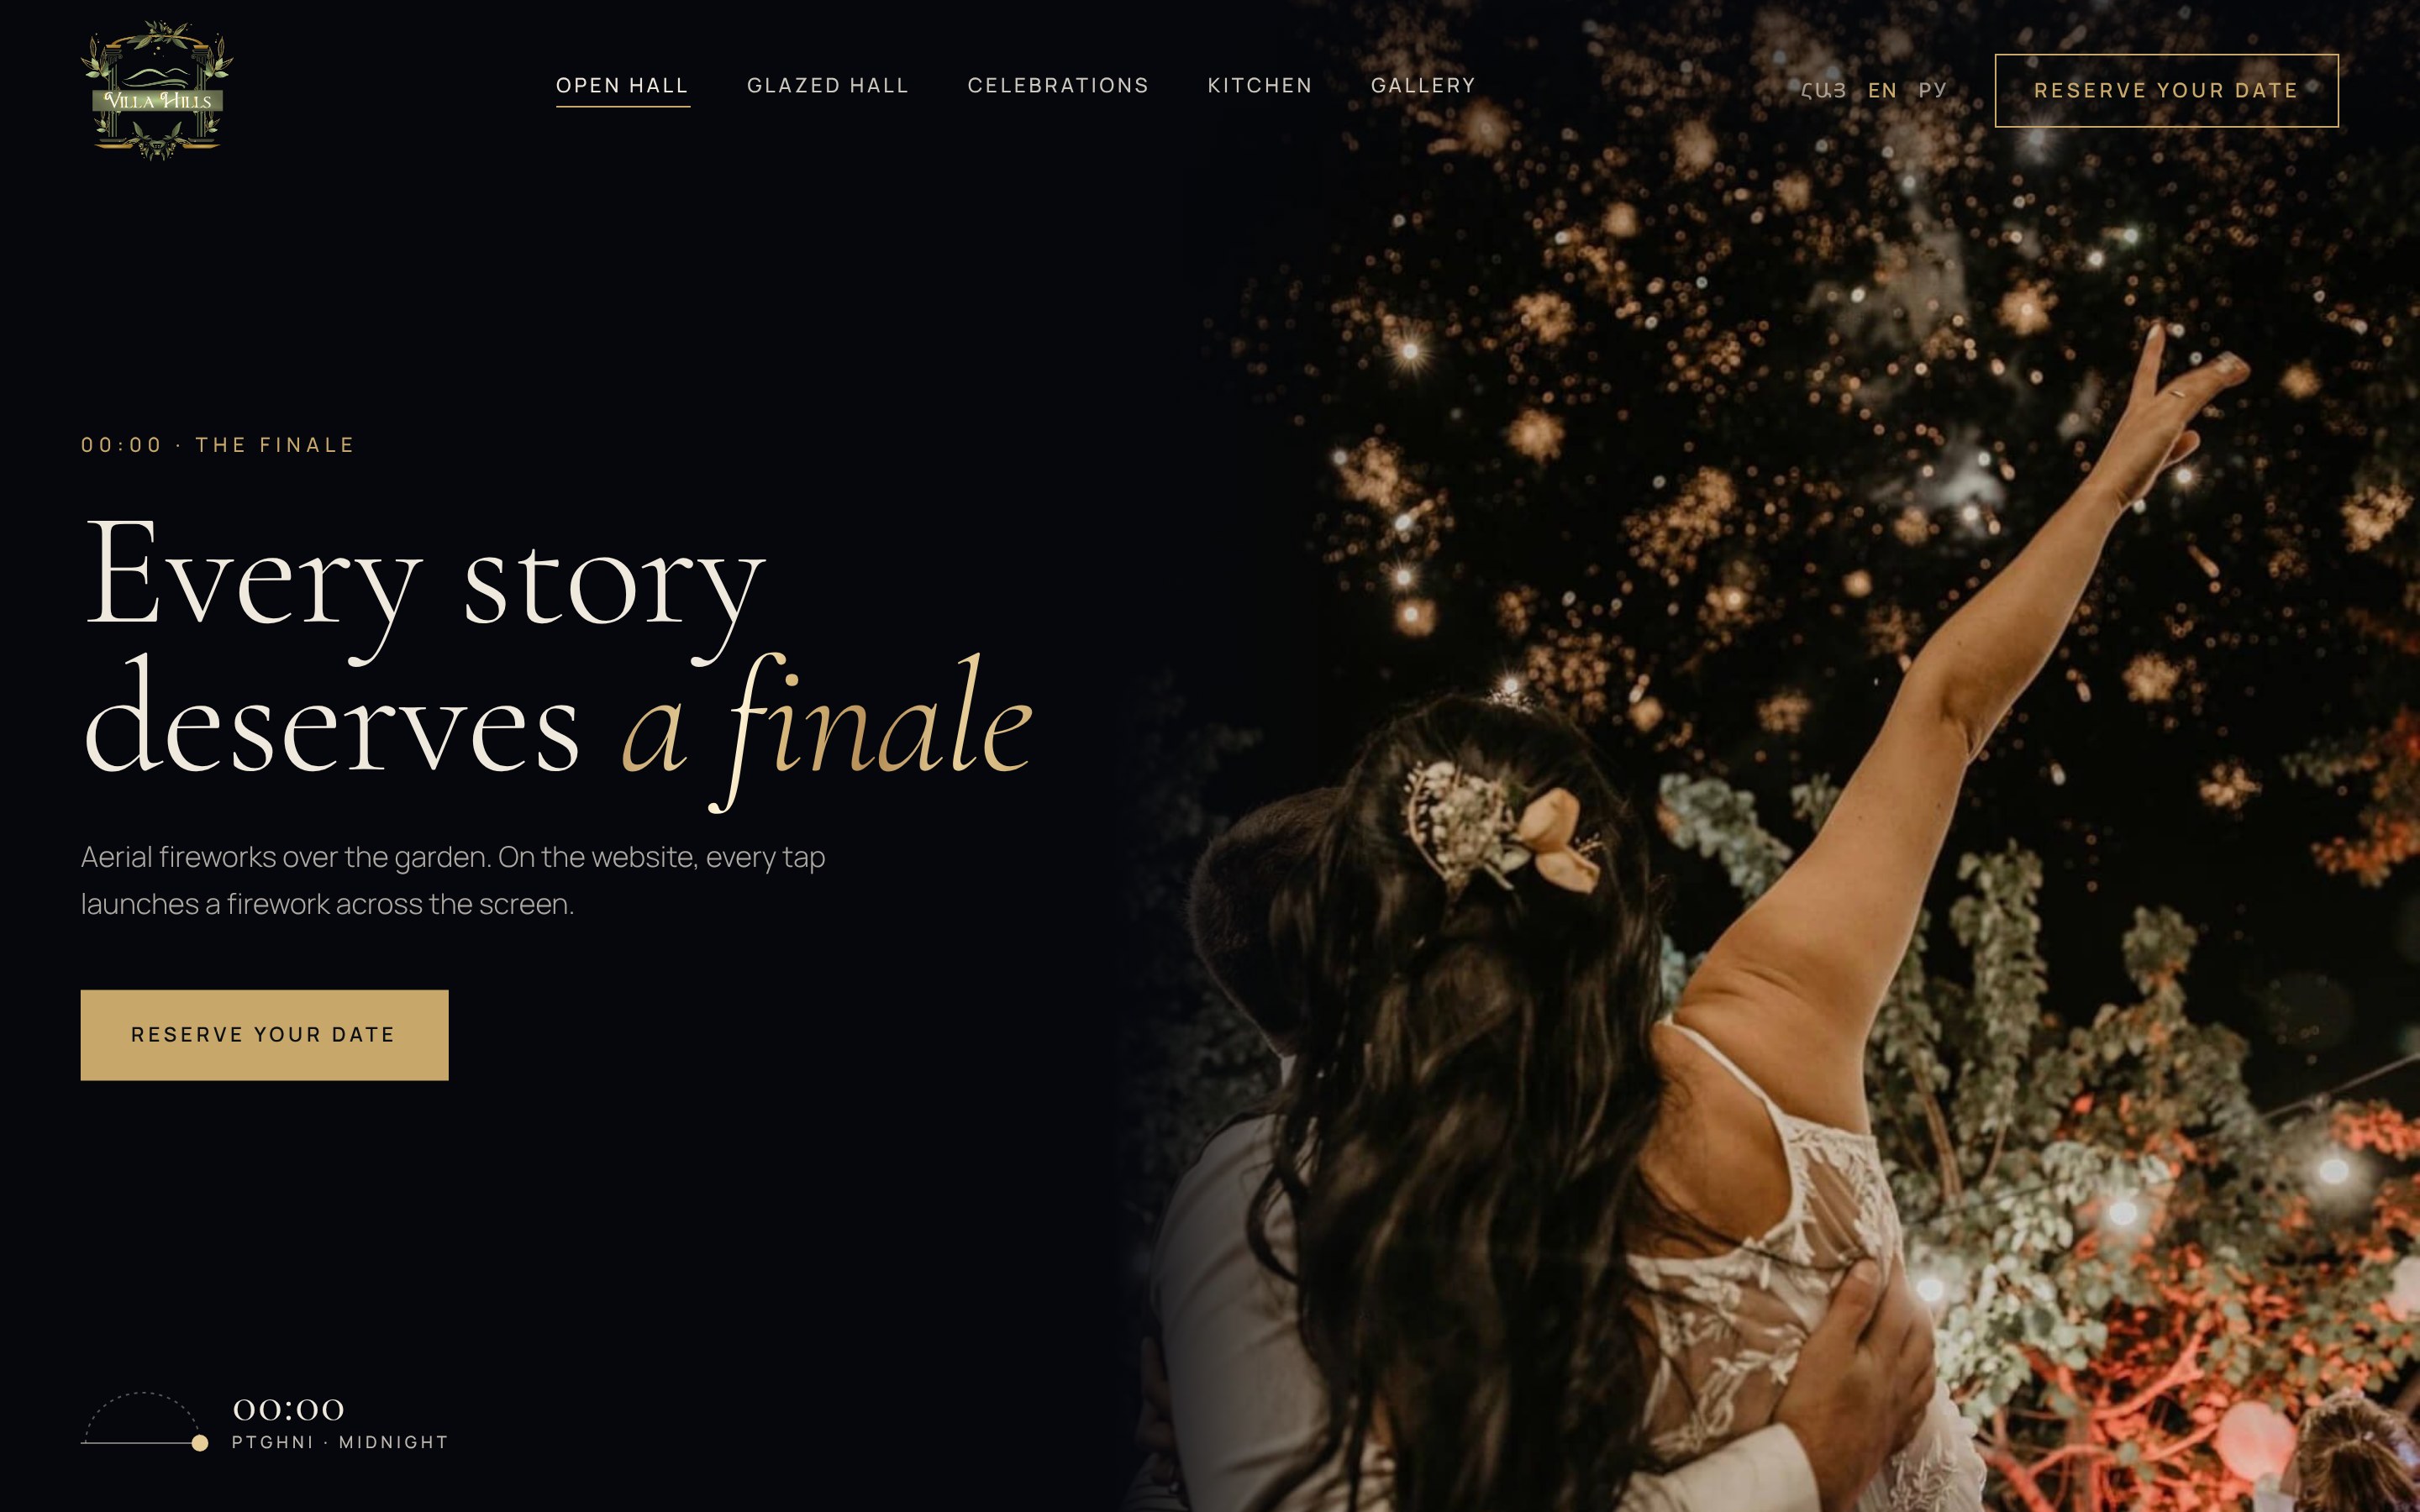 VILLA HILLS
OPEN HALL
GLAZED HALL
CELEBRATIONS
KITCHEN
GALLERY
ՀԱՅ EN РУ
RESERVE YOUR DATE
00:00 · THE FINALE
Every story
deserves a finale
Aerial fireworks over the garden. On the website, every tap
launches a firework across the screen.
RESERVE YOUR DATE
00:00
PTGHNI · MIDNIGHT